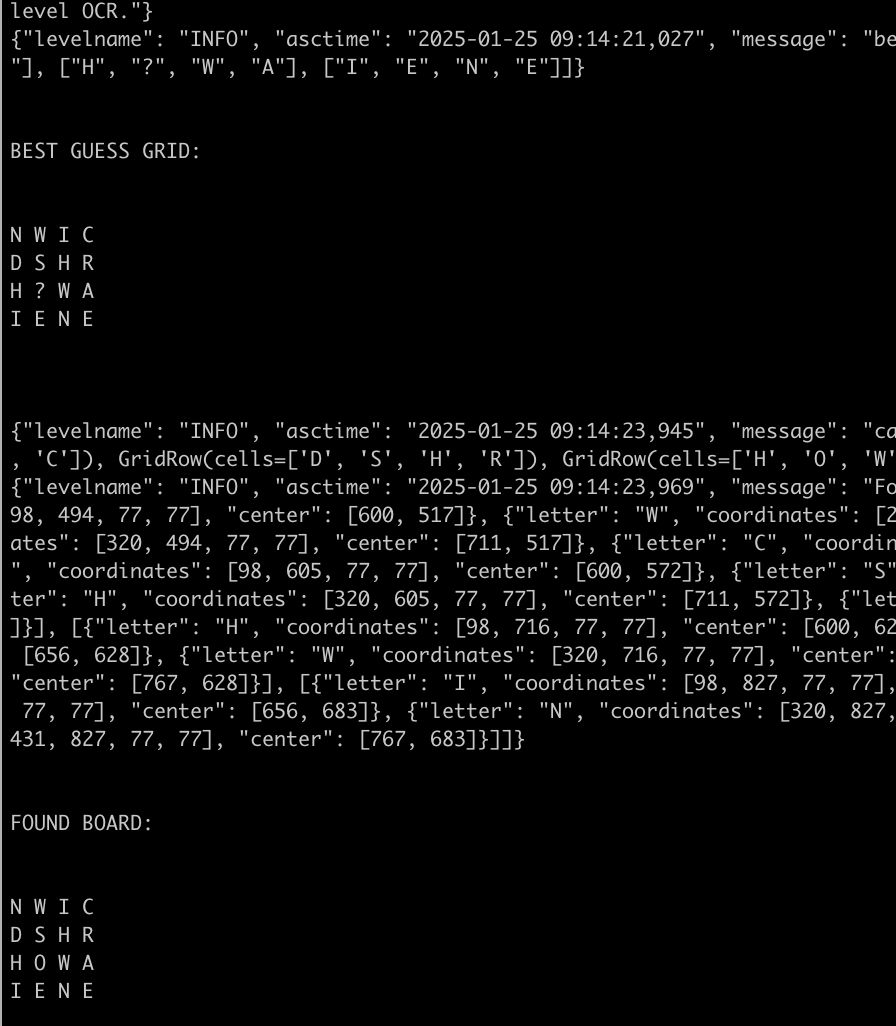 level OCR."}
{"levelname": "INFO", "asctime": "2025-01-25 09:14:21,027", "message": "be
"], ["H", "?", "W", "A"], ["I", "E", "N", "E"]]}
BEST GUESS GRID:
N W I C
D S H R
H ? W A
I E N E
{"levelname": "INFO", "asctime": "2025-01-25 09:14:23,945", "message": "ca
, 'C']), GridRow(cells=['D', 'S', 'H', 'R']), GridRow(cells=['H', 'O', 'W'
{"levelname": "INFO", "asctime": "2025-01-25 09:14:23,969", "message": "Fo
98, 494, 77, 77], "center": [600, 517]}, {"letter": "W", "coordinates": [2
ates": [320, 494, 77, 77], "center": [711, 517]}, {"letter": "C", "coordin
", "coordinates": [98, 605, 77, 77], "center": [600, 572]}, {"letter": "S"
ter": "H", "coordinates": [320, 605, 77, 77], "center": [711, 572]}, {"let
]}], [{"letter": "H", "coordinates": [98, 716, 77, 77], "center": [600, 62
[656, 628]}, {"letter": "W", "coordinates": [320, 716, 77, 77], "center":
"center": [767, 628]}], [{"letter": "I", "coordinates": [98, 827, 77, 77],
77, 77], "center": [656, 683]}, {"letter": "N", "coordinates": [320, 827,
431, 827, 77, 77], "center": [767, 683]}]]}
FOUND BOARD:
N W I C
D S H R
H O W A
I E N E